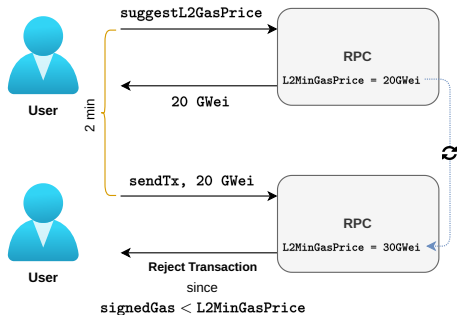 suggestL2GasPrice
RPC
L2MinGasPrice = 20GWei
20 GWei
User
2 min
sendTx, 20 GWei
RPC
L2MinGasPrice = 30GWei
User
Reject Transaction
since
signedGas < L2MinGasPrice